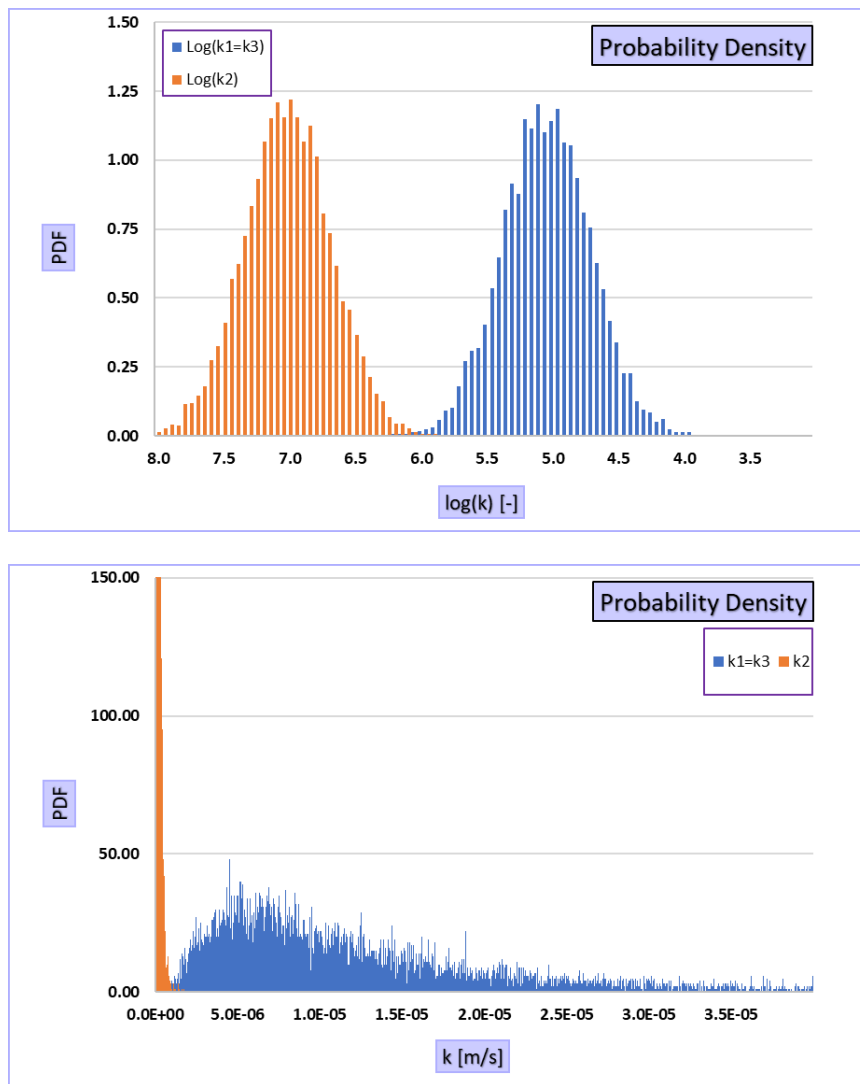 1.50
Log(k1=k3)
Log(k2)
Probability Density
1.25
1.00
0.75
PDF
0.50
0.25
0.00
8.0 7.5 7.0 6.5 6.0 5.5 5.0 4.5 4.0 3.5
log(k) [-]
150.00
Probability Density
k1=k3 k2
100.00
PDF
50.00
0.00
0.0E+00 5.0E-06 1.0E-05 1.5E-05 2.0E-05 2.5E-05 3.0E-05 3.5E-05
k [m/s]